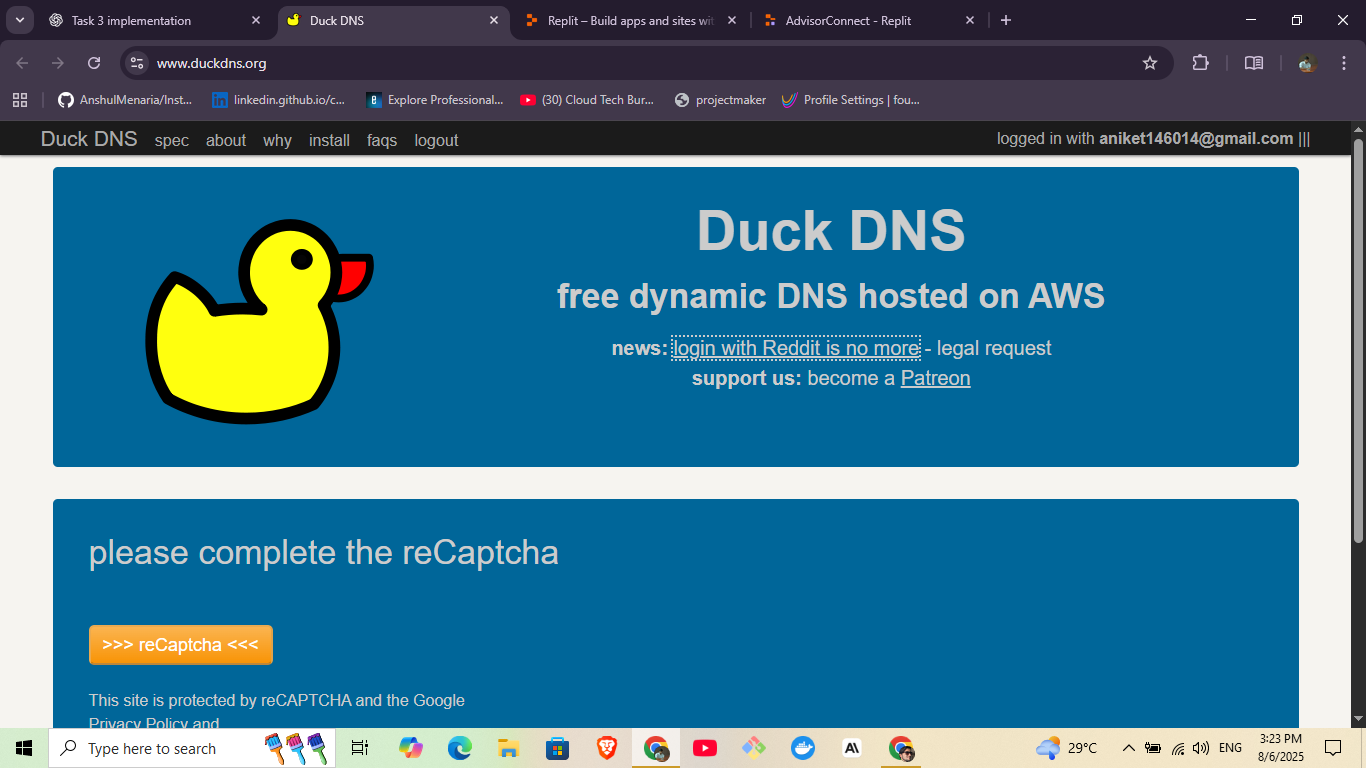 Task 3 implementation
Duck DNS
Replit – Build apps and sites wit
AdvisorConnect - Replit
www.duckdns.org
AnshulMenaria/Inst...
linkedin.github.io/c...
Explore Professional...
(30) Cloud Tech Bur...
projectmaker
Profile Settings | fou...
Duck DNS spec about why install faqs logout
logged in with aniket146014@gmail.com |||
Duck DNS
free dynamic DNS hosted on AWS
news: login with Reddit is no more - legal request
support us: become a Patreon
please complete the reCaptcha
>>> reCaptcha <<<
This site is protected by reCAPTCHA and the Google
Privacy Policy and
Type here to search
29°C
ENG
3:23 PM
8/6/2025